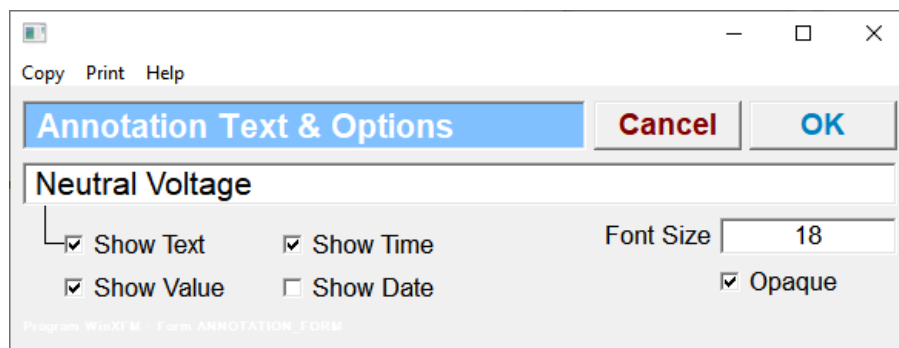 Copy Print Help
Annotation Text & Options Cancel OK
Neutral Voltage
Show Text Show Time Font Size 18
Show Value Show Date Opaque
Program WinXFM - Form ANNOTATION_FORM